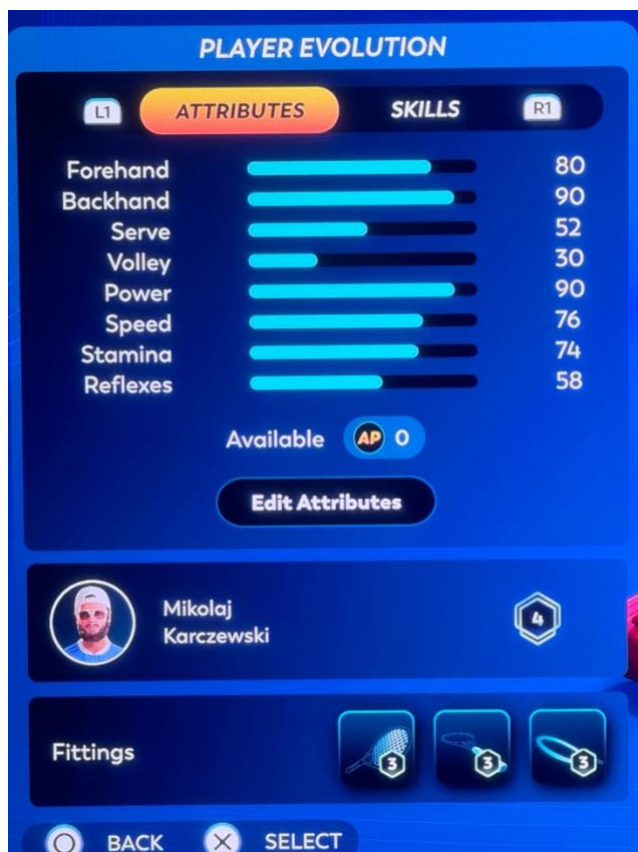 PLAYER EVOLUTION
L1 ATTRIBUTES SKILLS R1
Forehand 80
Backhand 90
Serve 52
Volley 30
Power 90
Speed 76
Stamina 74
Reflexes 58
Available AP 0
Edit Attributes
Mikolaj
Karczewski
4
Fittings 3 3 3
BACK SELECT